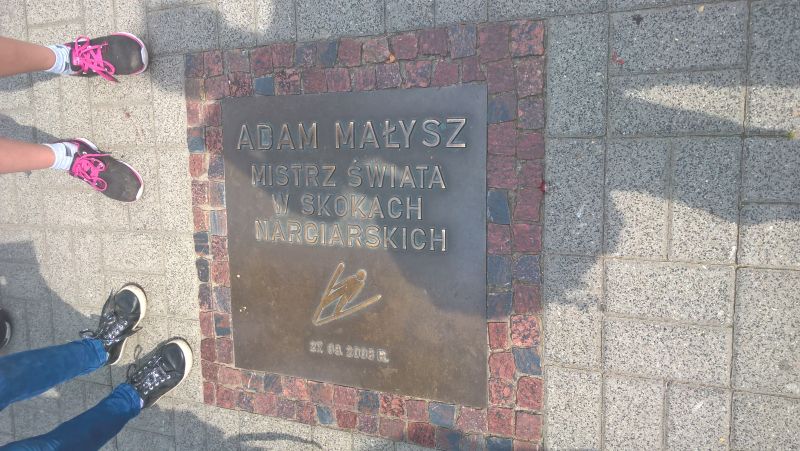 ADAM MAŁYSZ
MISTRZ ŚWIATA
W SKOKACH
NARCIARSKICH
R.